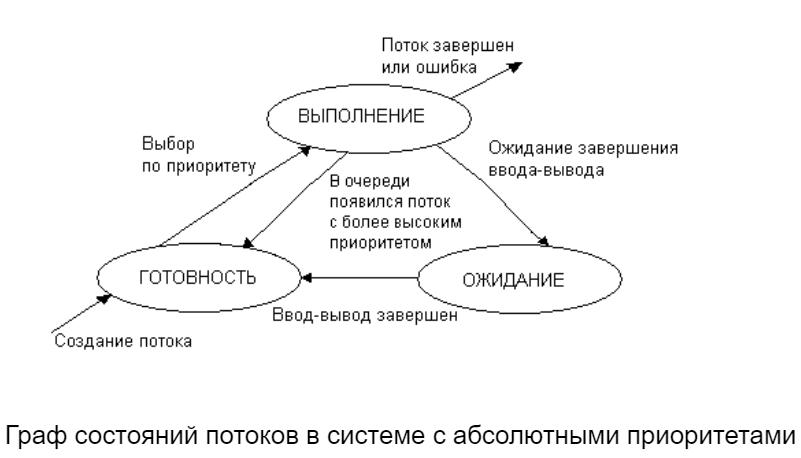 Поток завершен
или ошибка
ВЫПОЛНЕНИЕ
Выбор
по приоритету
Ожидание завершения
ввода-вывода
В очереди
появился поток
с более высоким
приоритетом
ГОТОВНОСТЬ
ОЖИДАНИЕ
Ввод-вывод завершен
Создание потока
Граф состояний потоков в системе с абсолютными приоритетами